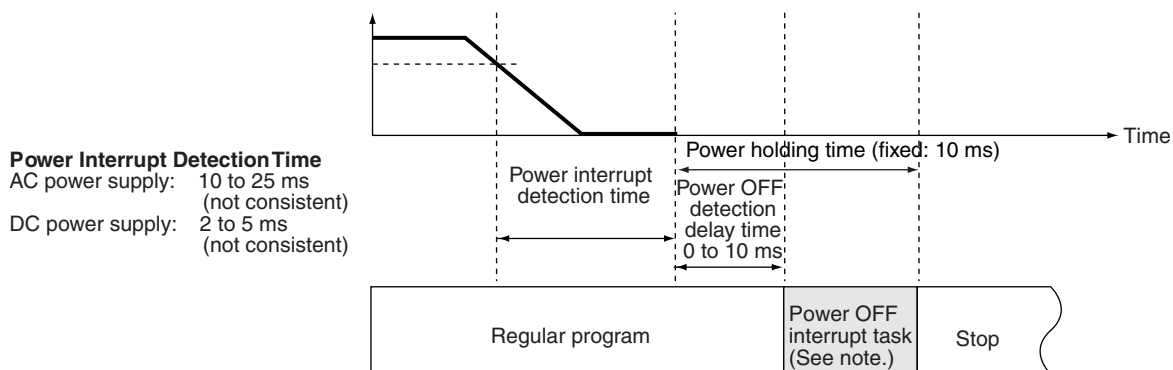 Time
Power Interrupt Detection Time
AC power supply: 10 to 25 ms
(not consistent)
DC power supply: 2 to 5 ms
(not consistent)
Power interrupt
detection time
Power holding time (fixed: 10 ms)
Power OFF
detection
delay time
0 to 10 ms
Regular program
Power OFF
interrupt task
(See note.)
Stop